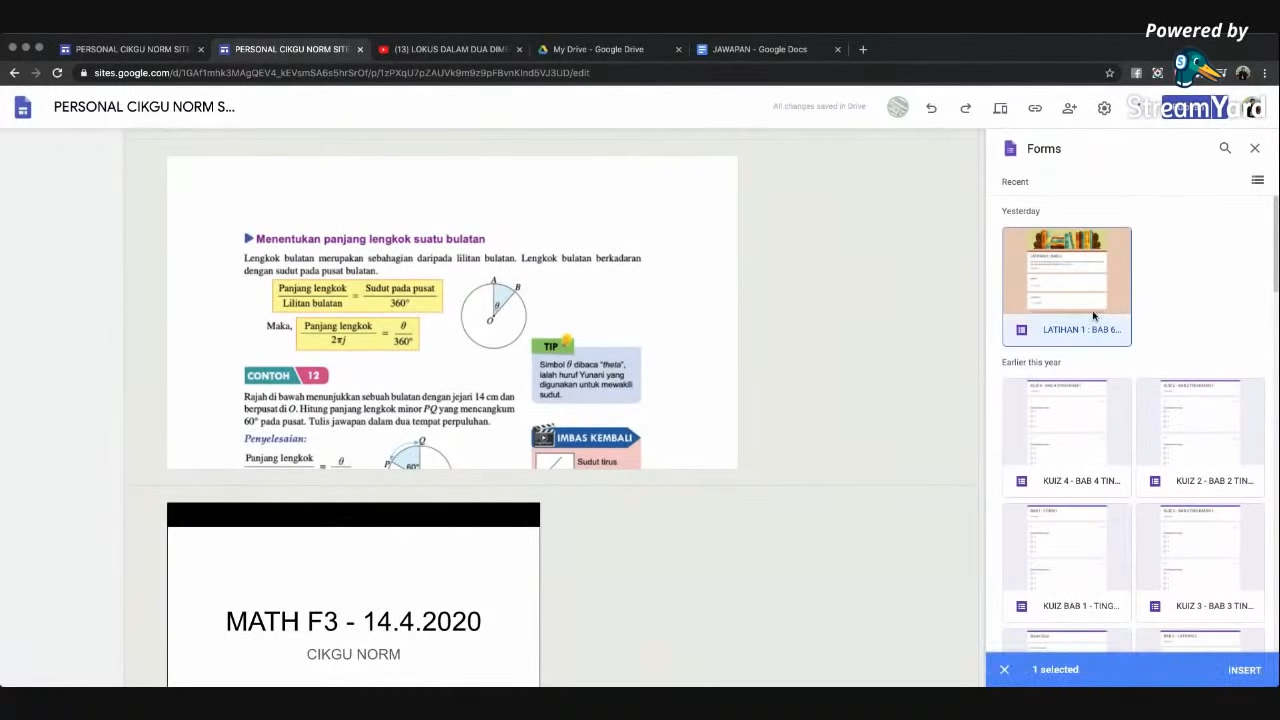 Powered by
StreamYard
PERSONAL CIKGU NORM SITE
PERSONAL CIKGU NORM SITE
(13) LOKUS DALAM DUA DIM
My Drive - Google Drive
JAWAPAN - Google Docs
PERSONAL CIKGU NORM S...
All changes saved in Drive
Forms
Recent
Yesterday
LATIHAN 1 : BAB 6...
Earlier this year
KUIZ 4 - BAB 4 TIN...
KUIZ 2 - BAB 2 TIN...
KUIZ BAB 1 - TING...
KUIZ 3 - BAB 3 TIN...
1 selected
INSERT
Menentukan panjang lengkok suatu bulatan
Lengkok bulatan merupakan sebahagian daripada lilitan bulatan. Lengkok bulatan berkadaran
dengan sudut pada pusat bulatan.
Panjang lengkok / Lilitan bulatan = Sudut pada pusat / 360°
A
B
θ
O
Maka, Panjang lengkok / 2πj = θ / 360°
TIP
Simbol θ dibaca "theta",
ialah huruf Yunani yang
digunakan untuk mewakili
sudut.
CONTOH 12
Rajah di bawah menunjukkan sebuah bulatan dengan jejari 14 cm dan
berpusat di O. Hitung panjang lengkok minor PQ yang mencangkum
60° pada pusat. Tulis jawapan dalam dua tempat perpuluhan.
Penyelesaian:
Panjang lengkok = θ
Q
P
60°
IMBAS KEMBALI
Sudut tirus
MATH F3 - 14.4.2020
CIKGU NORM